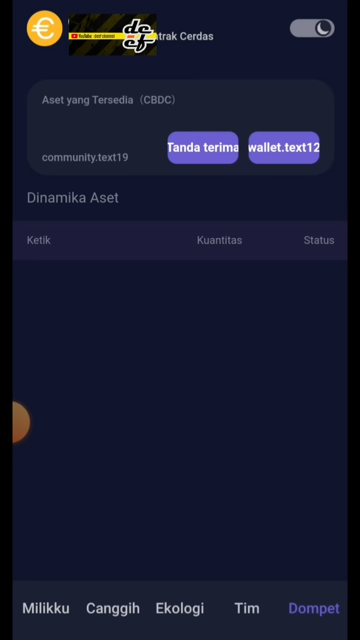 ntrak Cerdas
Aset yang Tersedia（CBDC）
community.text19
Tanda terima
wallet.text12
Dinamika Aset
Ketik Kuantitas Status
Milikku Canggih Ekologi Tim Dompet